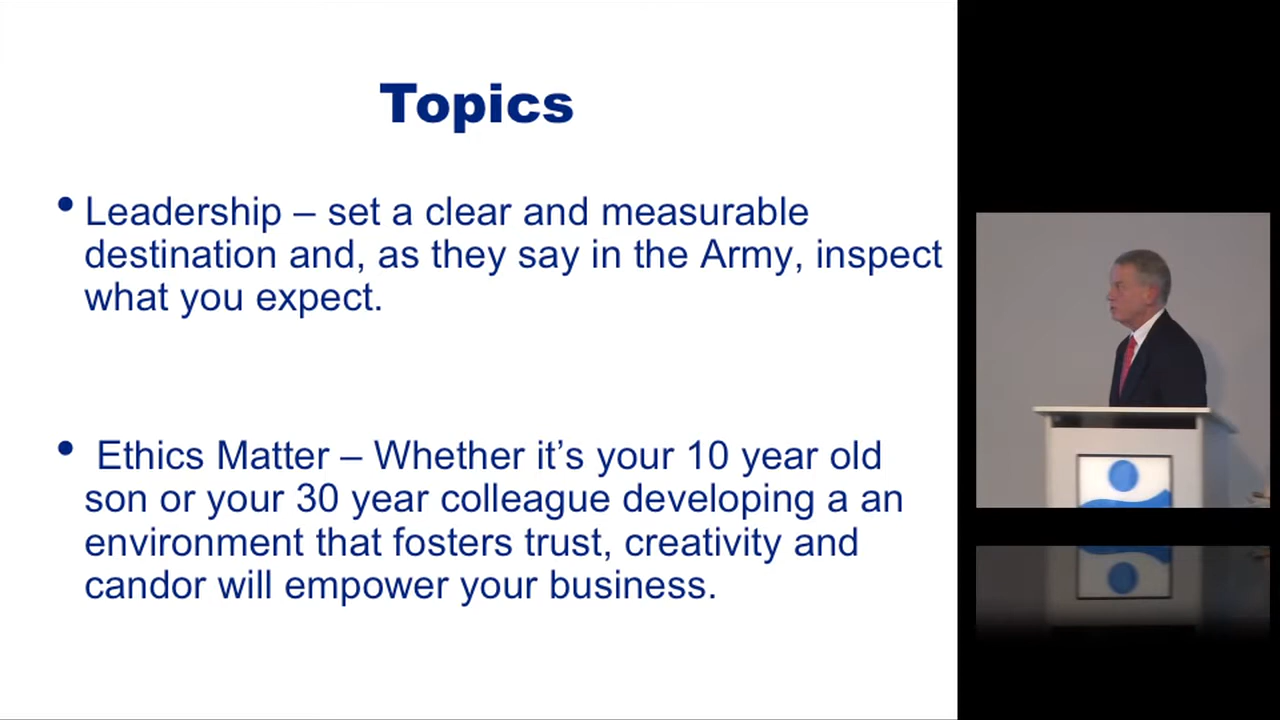 Topics
• Leadership – set a clear and measurable
destination and, as they say in the Army, inspect
what you expect.
• Ethics Matter – Whether it’s your 10 year old
son or your 30 year colleague developing a an
environment that fosters trust, creativity and
candor will empower your business.